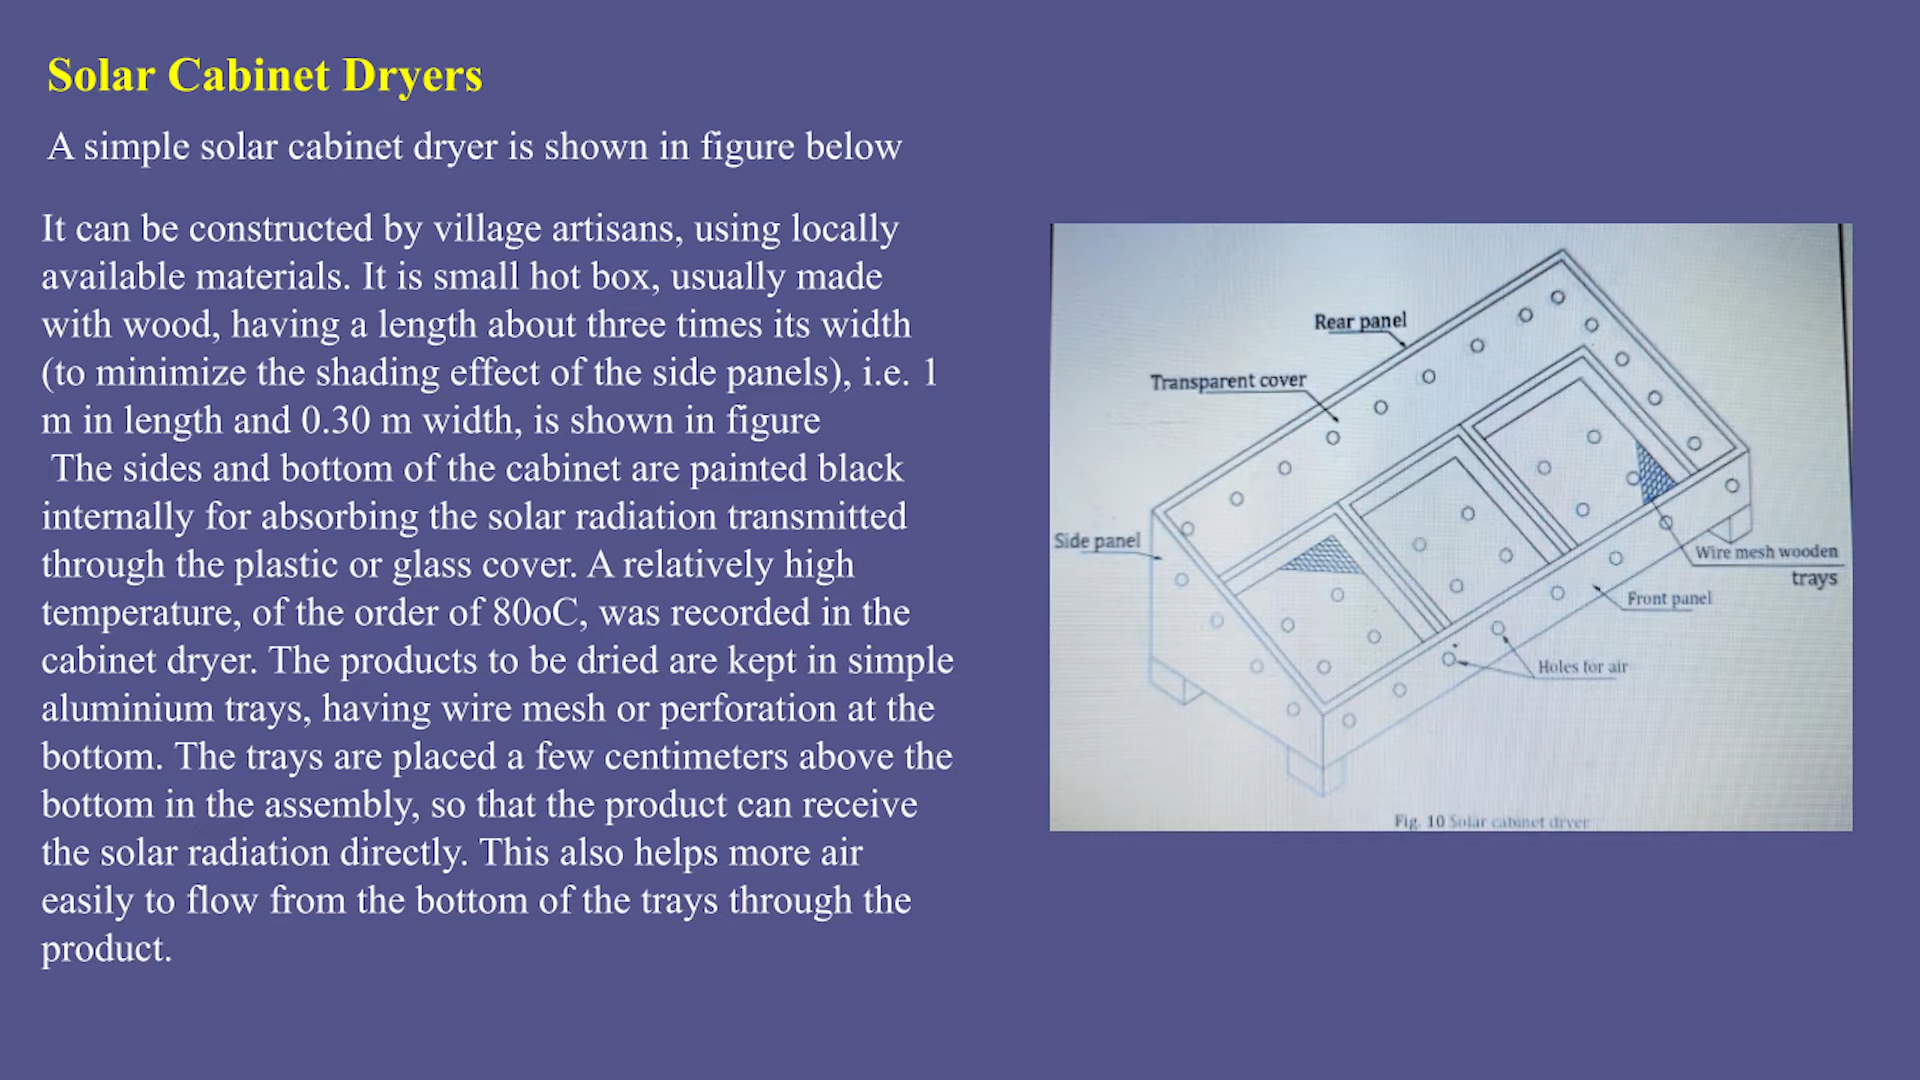 Solar Cabinet Dryers
A simple solar cabinet dryer is shown in figure below
It can be constructed by village artisans, using locally
available materials. It is small hot box, usually made
with wood, having a length about three times its width
(to minimize the shading effect of the side panels), i.e. 1
m in length and 0.30 m width, is shown in figure
The sides and bottom of the cabinet are painted black
internally for absorbing the solar radiation transmitted
through the plastic or glass cover. A relatively high
temperature, of the order of 80oC, was recorded in the
cabinet dryer. The products to be dried are kept in simple
aluminium trays, having wire mesh or perforation at the
bottom. The trays are placed a few centimeters above the
bottom in the assembly, so that the product can receive
the solar radiation directly. This also helps more air
easily to flow from the bottom of the trays through the
product.
Rear panel
Transparent cover
Side panel
Wire mesh wooden
trays
Front panel
Holes for air
Fig. 10 Solar cabinet dryer